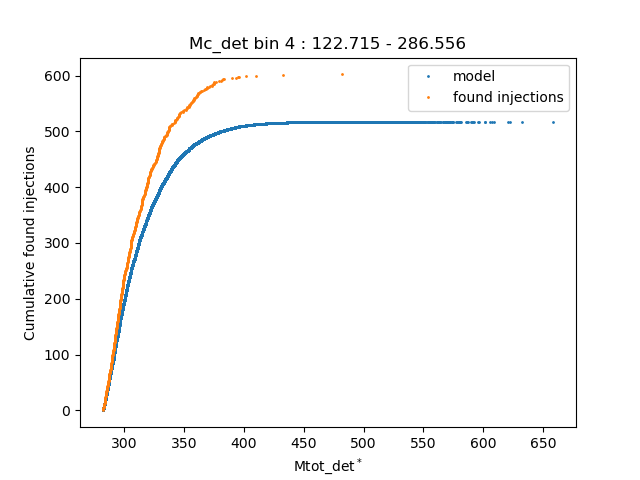 Mc_det bin 4 : 122.715 - 286.556
model
found injections
Cumulative found injections
600
500
400
300
200
100
0
300 350 400 450 500 550 600 650
Mtot_det*